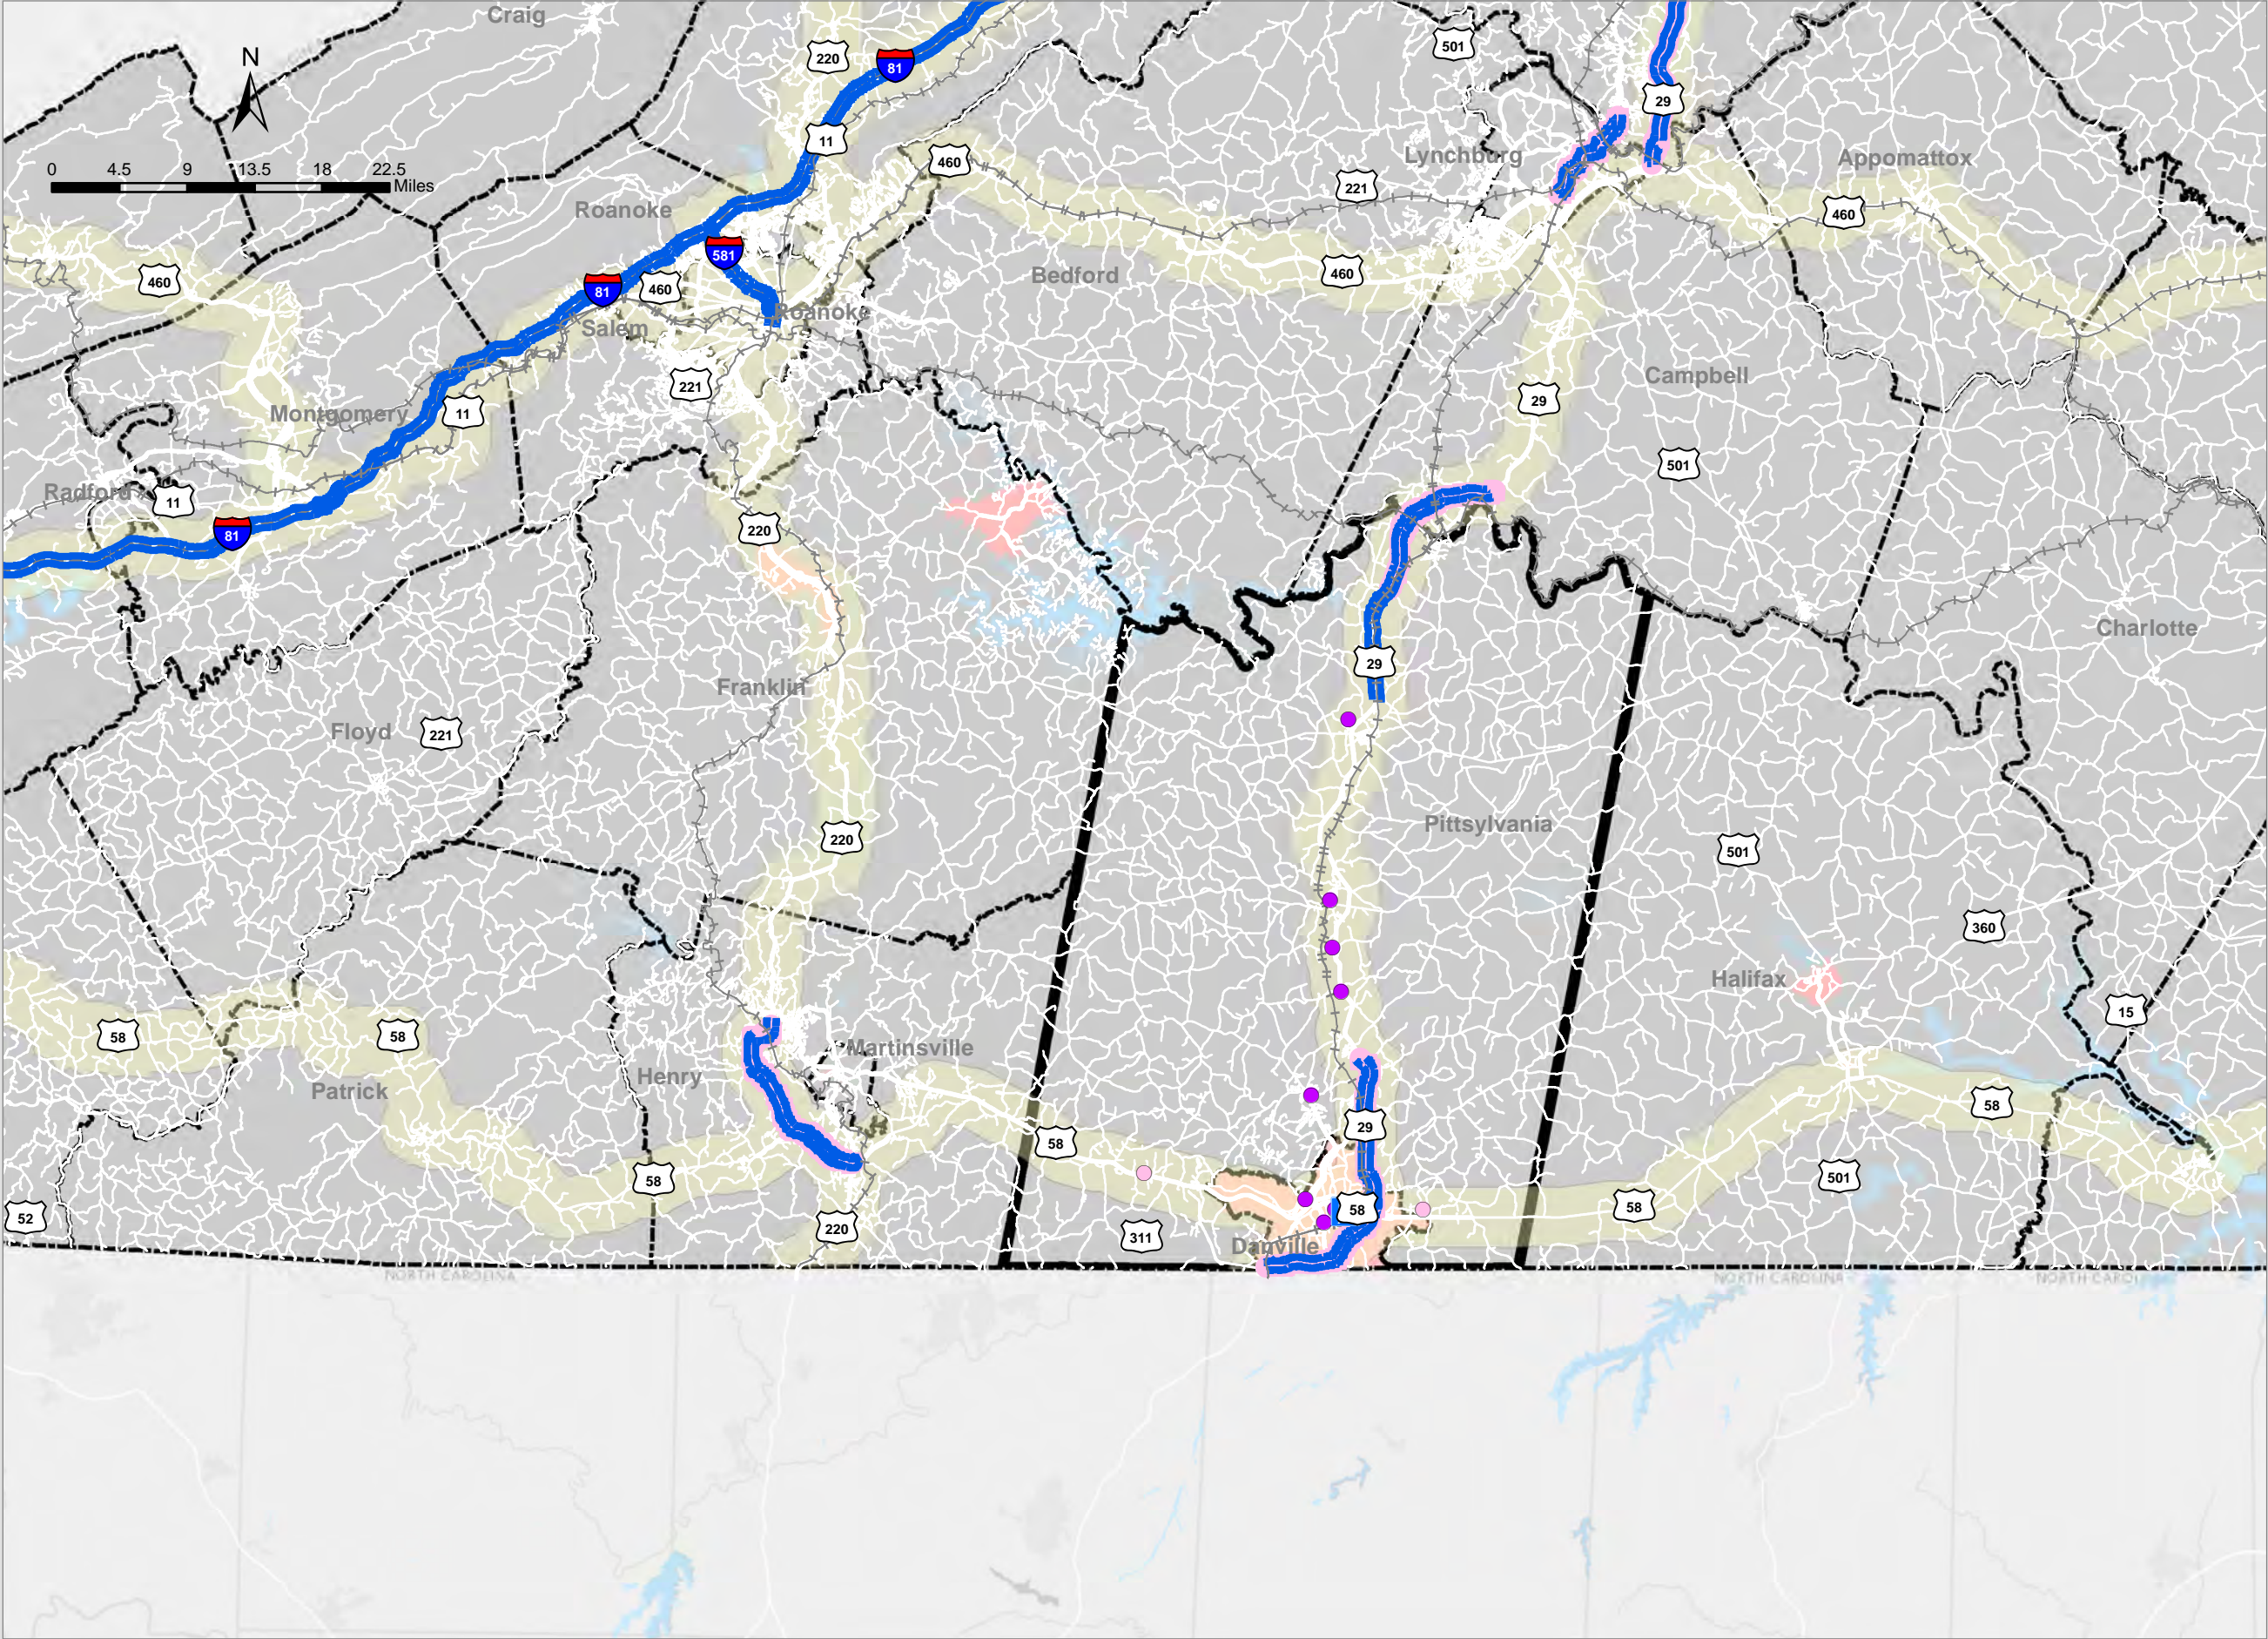 Craig
501
N
220
81
29
11
Lynchburg
Appomattox
460
0 4.5 9 13.5 18 22.5
Miles
221
Roanoke
460
581
Bedford
460
460
81
460
Roanoke
Salem
221
Campbell
29
Montgomery
11
501
Radford
11
220
81
Charlotte
29
Franklin
Floyd
221
Pittsylvania
220
501
360
Halifax
15
58
58
Martinsville
Henry
Patrick
58
29
58
501
58
58
58
52
220
311
Danville
NORTH CAROLINA
NORTH CAROLINA
NORTH CAROL